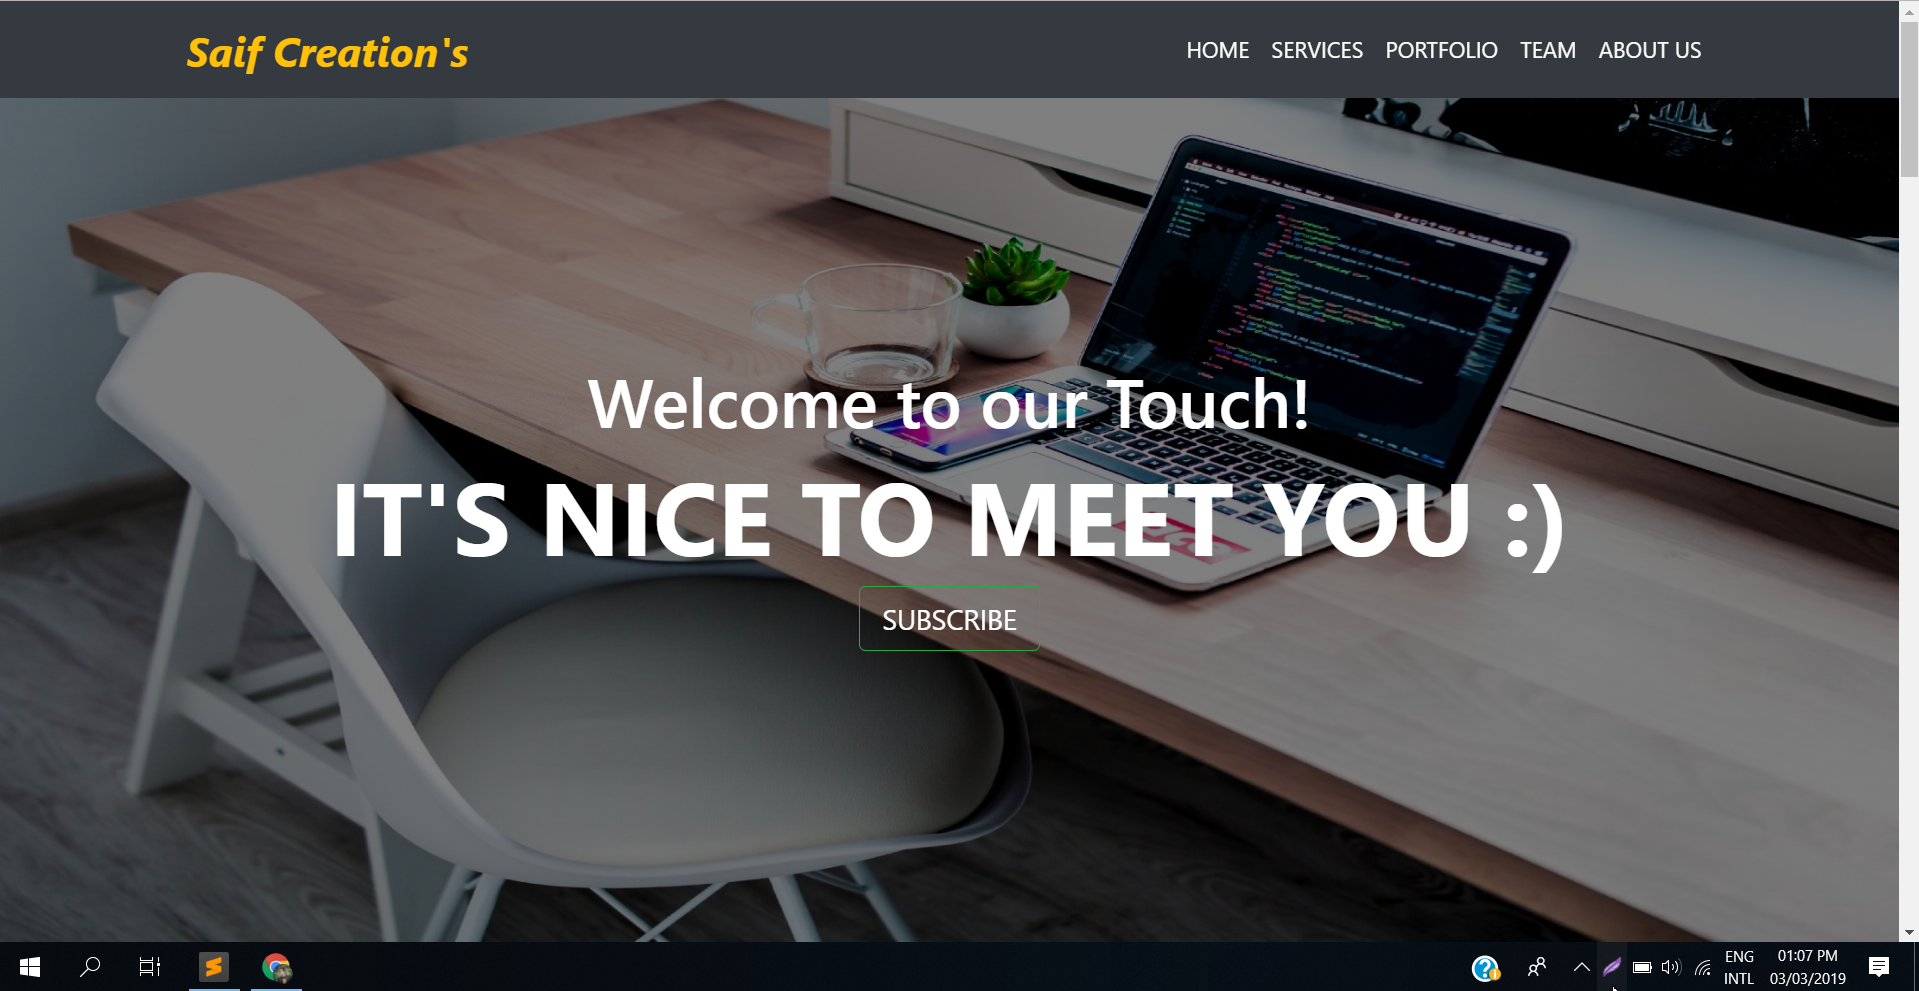 Saif Creation's
HOME SERVICES PORTFOLIO TEAM ABOUT US
Welcome to our Touch!
IT'S NICE TO MEET YOU :)
SUBSCRIBE
ENG
INTL
01:07 PM
03/03/2019